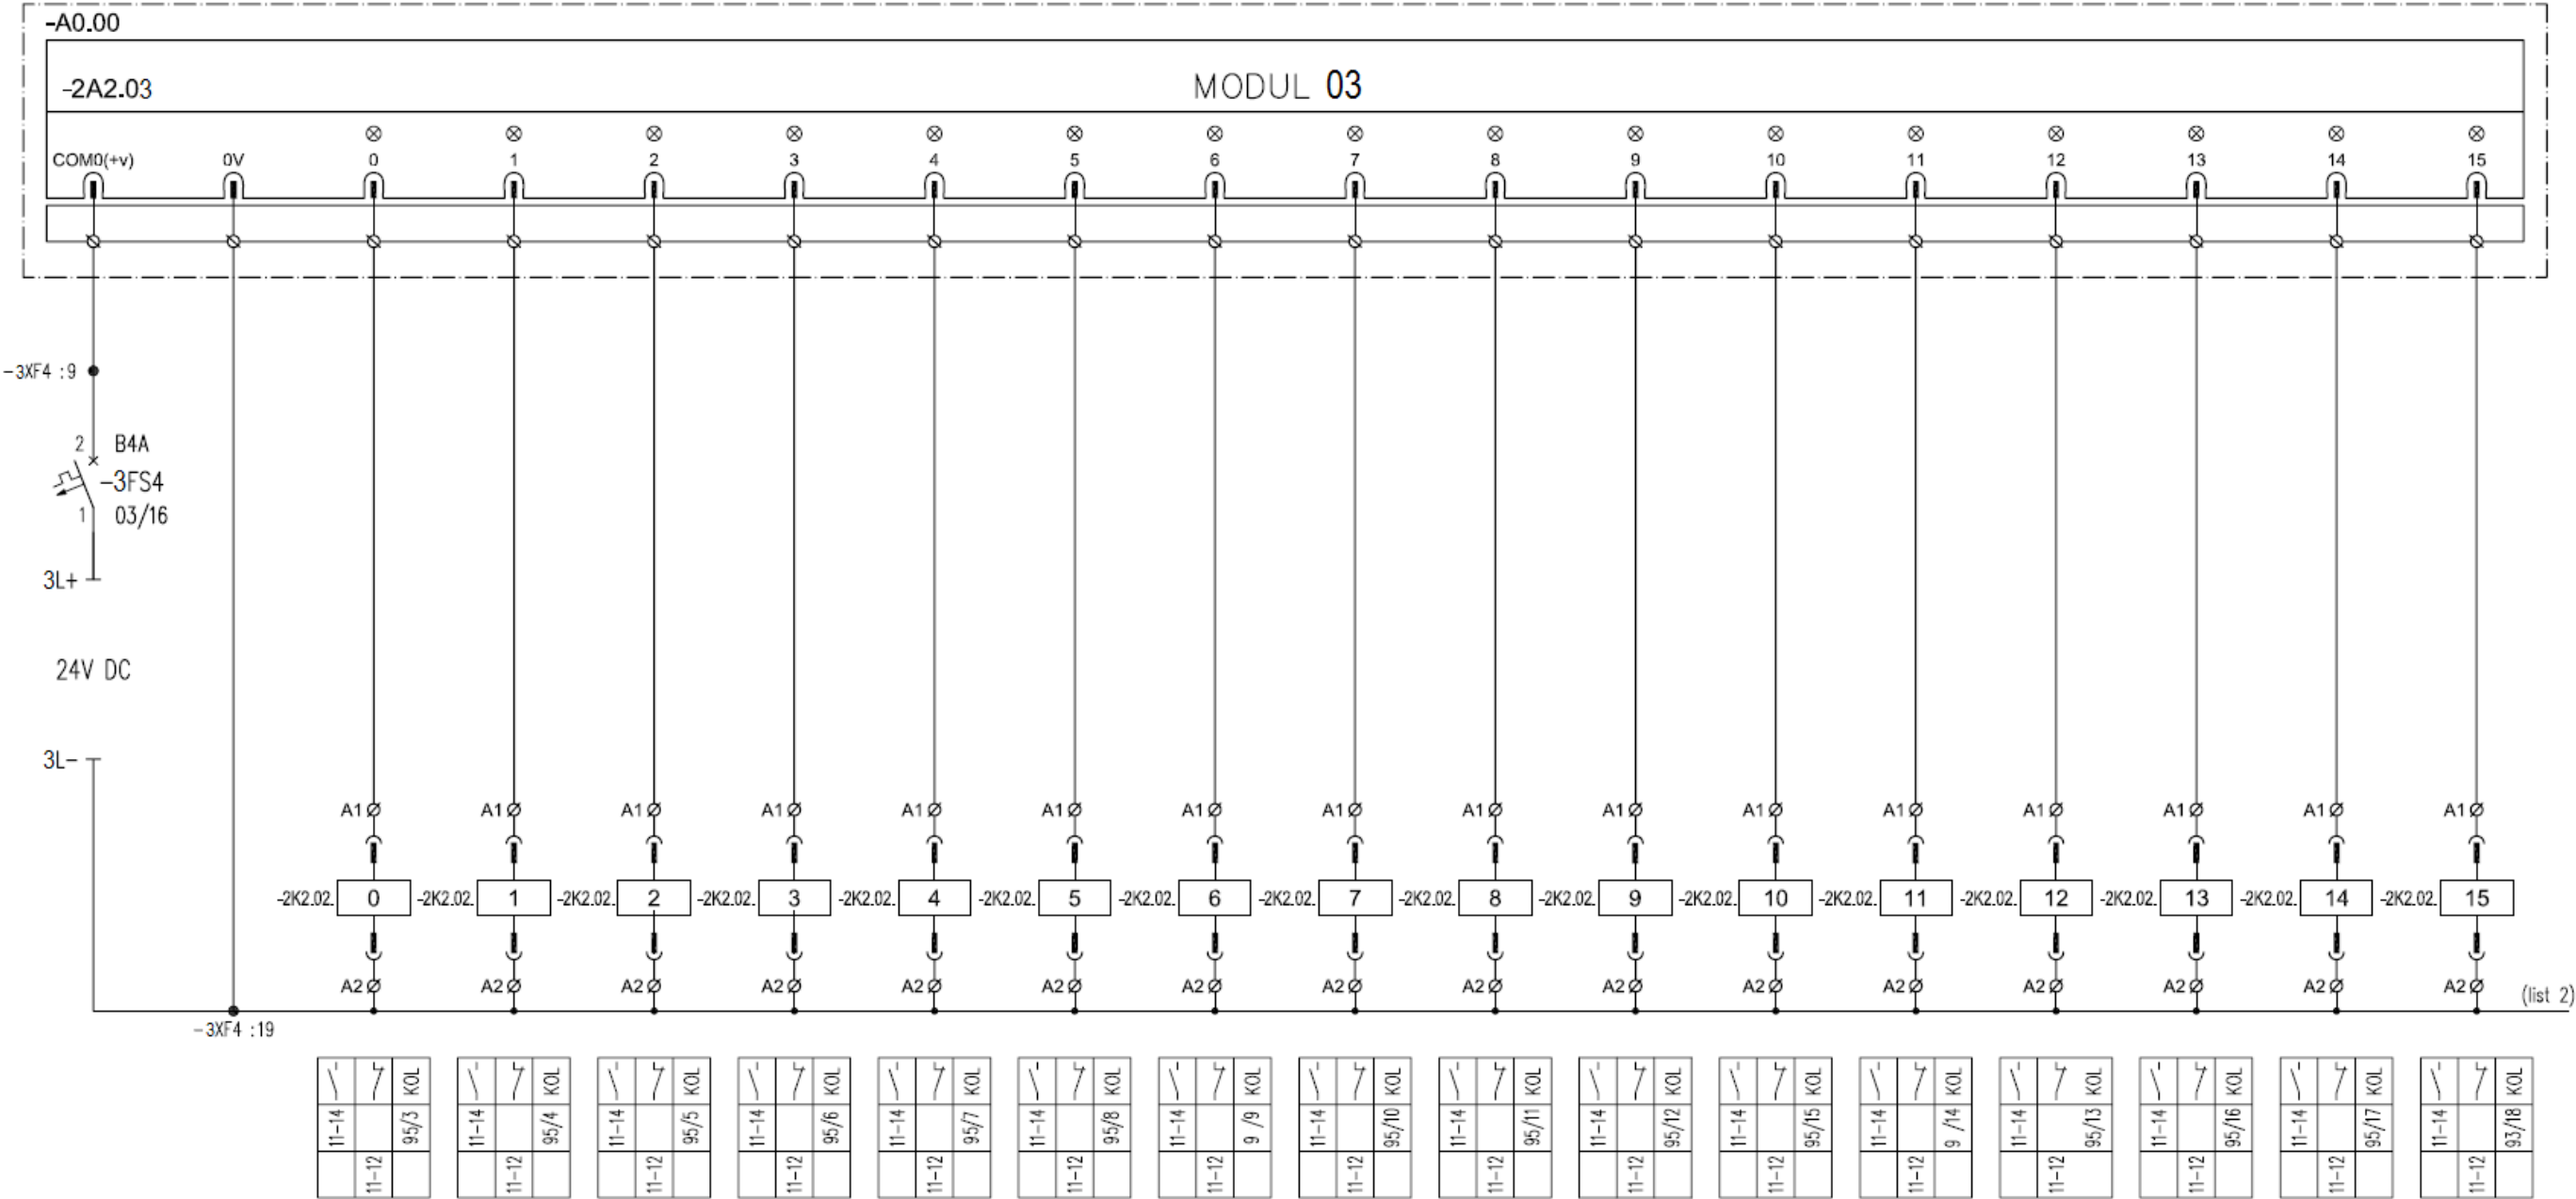 -A0.00
-2A2.03 MODUL 03
COM0(+v) 0V 0 1 2 3 4 5 6 7 8 9 10 11 12 13 14 15
-3XF4 :9
2 B4A
-3FS4
1 03/16
3L+
24V DC
3L-
A1 A1 A1 A1 A1 A1 A1 A1 A1 A1 A1 A1 A1 A1 A1 A1
-2K2.02. 0 -2K2.02. 1 -2K2.02. 2 -2K2.02. 3 -2K2.02. 4 -2K2.02. 5 -2K2.02. 6 -2K2.02. 7 -2K2.02. 8 -2K2.02. 9 -2K2.02. 10 -2K2.02. 11 -2K2.02. 12 -2K2.02. 13 -2K2.02. 14 -2K2.02. 15
A2 A2 A2 A2 A2 A2 A2 A2 A2 A2 A2 A2 A2 A2 A2 A2
(list 2)
-3XF4 :19
KOL KOL KOL KOL KOL KOL KOL KOL KOL KOL KOL KOL KOL KOL KOL KOL
11-14 95/3 11-14 95/4 11-14 95/5 11-14 95/6 11-14 95/7 11-14 95/8 11-14 9 /9 11-14 95/10 11-14 95/11 11-14 95/12 11-14 95/15 11-14 9 /14 11-14 95/13 11-14 95/16 11-14 95/17 11-14 93/18
11-12 11-12 11-12 11-12 11-12 11-12 11-12 11-12 11-12 11-12 11-12 11-12 11-12 11-12 11-12 11-12